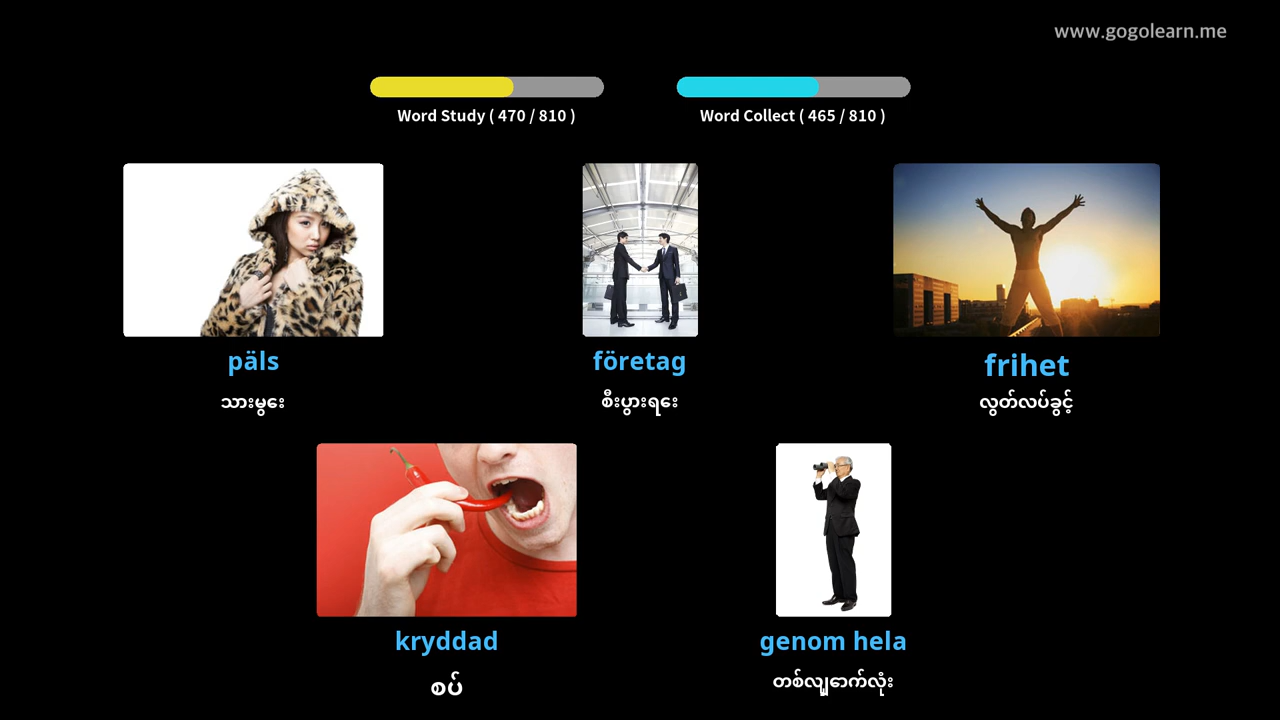 www.gogolearn.me
Word Study ( 470 / 810 )
Word Collect ( 465 / 810 )
päls
företag
frihet
သားမွေး
စီးပွားရေး
လွတ်လပ်ခွင့်
kryddad
genom hela
စပ်
တစ်လျှောက်လုံး